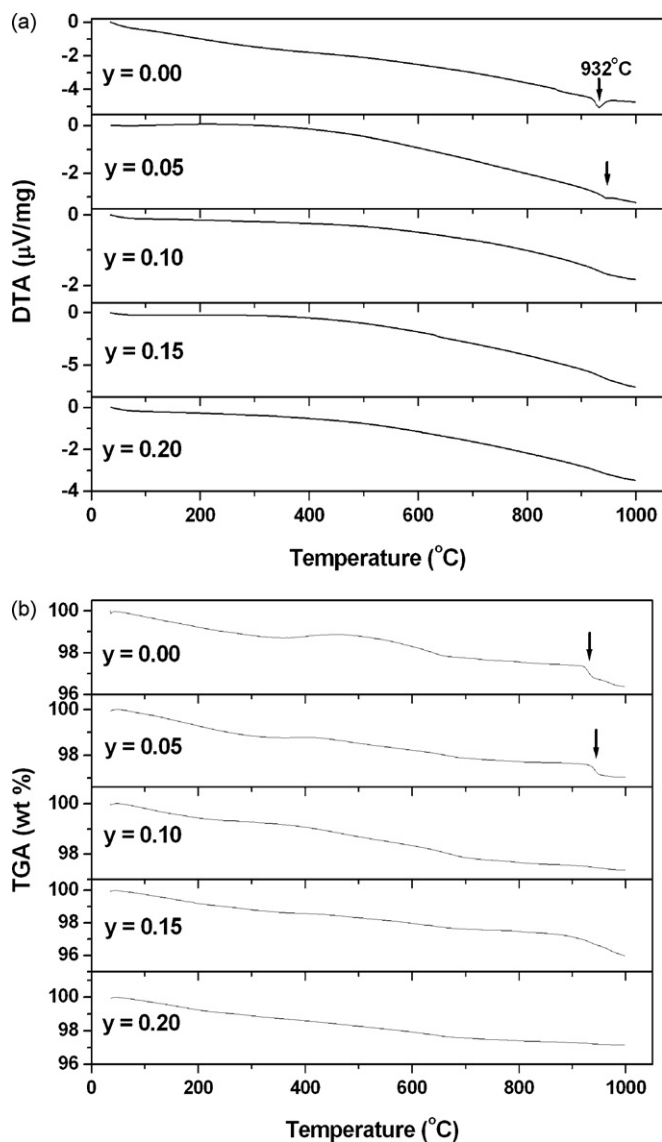 (a)
0
-2
-4
y = 0.00
932°C
0
-2
y = 0.05
0
-2
y = 0.10
0
-5
y = 0.15
0
-2
-4
y = 0.20
DTA (µV/mg)
0 200 400 600 800 1000
Temperature (°C)
(b)
100
98
96
y = 0.00
100
98
y = 0.05
100
98
y = 0.10
100
98
96
y = 0.15
100
98
96
y = 0.20
TGA (wt %)
0 200 400 600 800 1000
Temperature (°C)